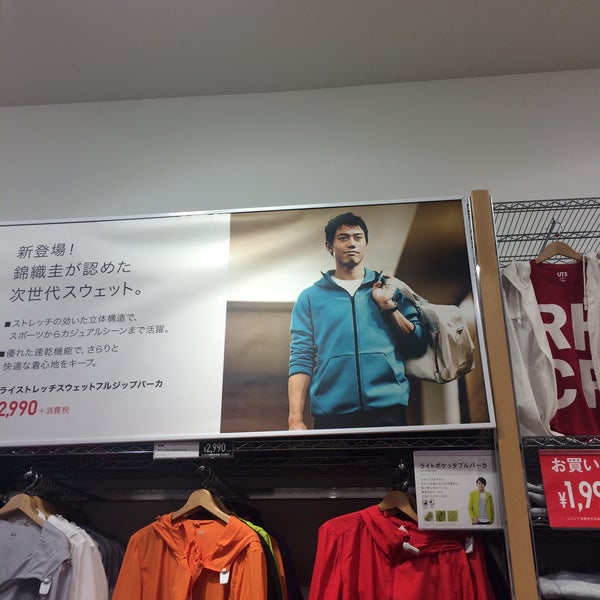 新登場！
錦織圭が認めた
次世代スウェット。
■ストレッチの効いた立体構造で、
スポーツからカジュアルシーンまで活躍。
■優れた速乾機能で、さらりと
快適な着心地をキープ。
ライストレッチスウェットフルジップパーカ
2,990 +消費税
¥2,990
ライトポケッタブルパーカ
UT
RH
CF
お買い
¥1,99